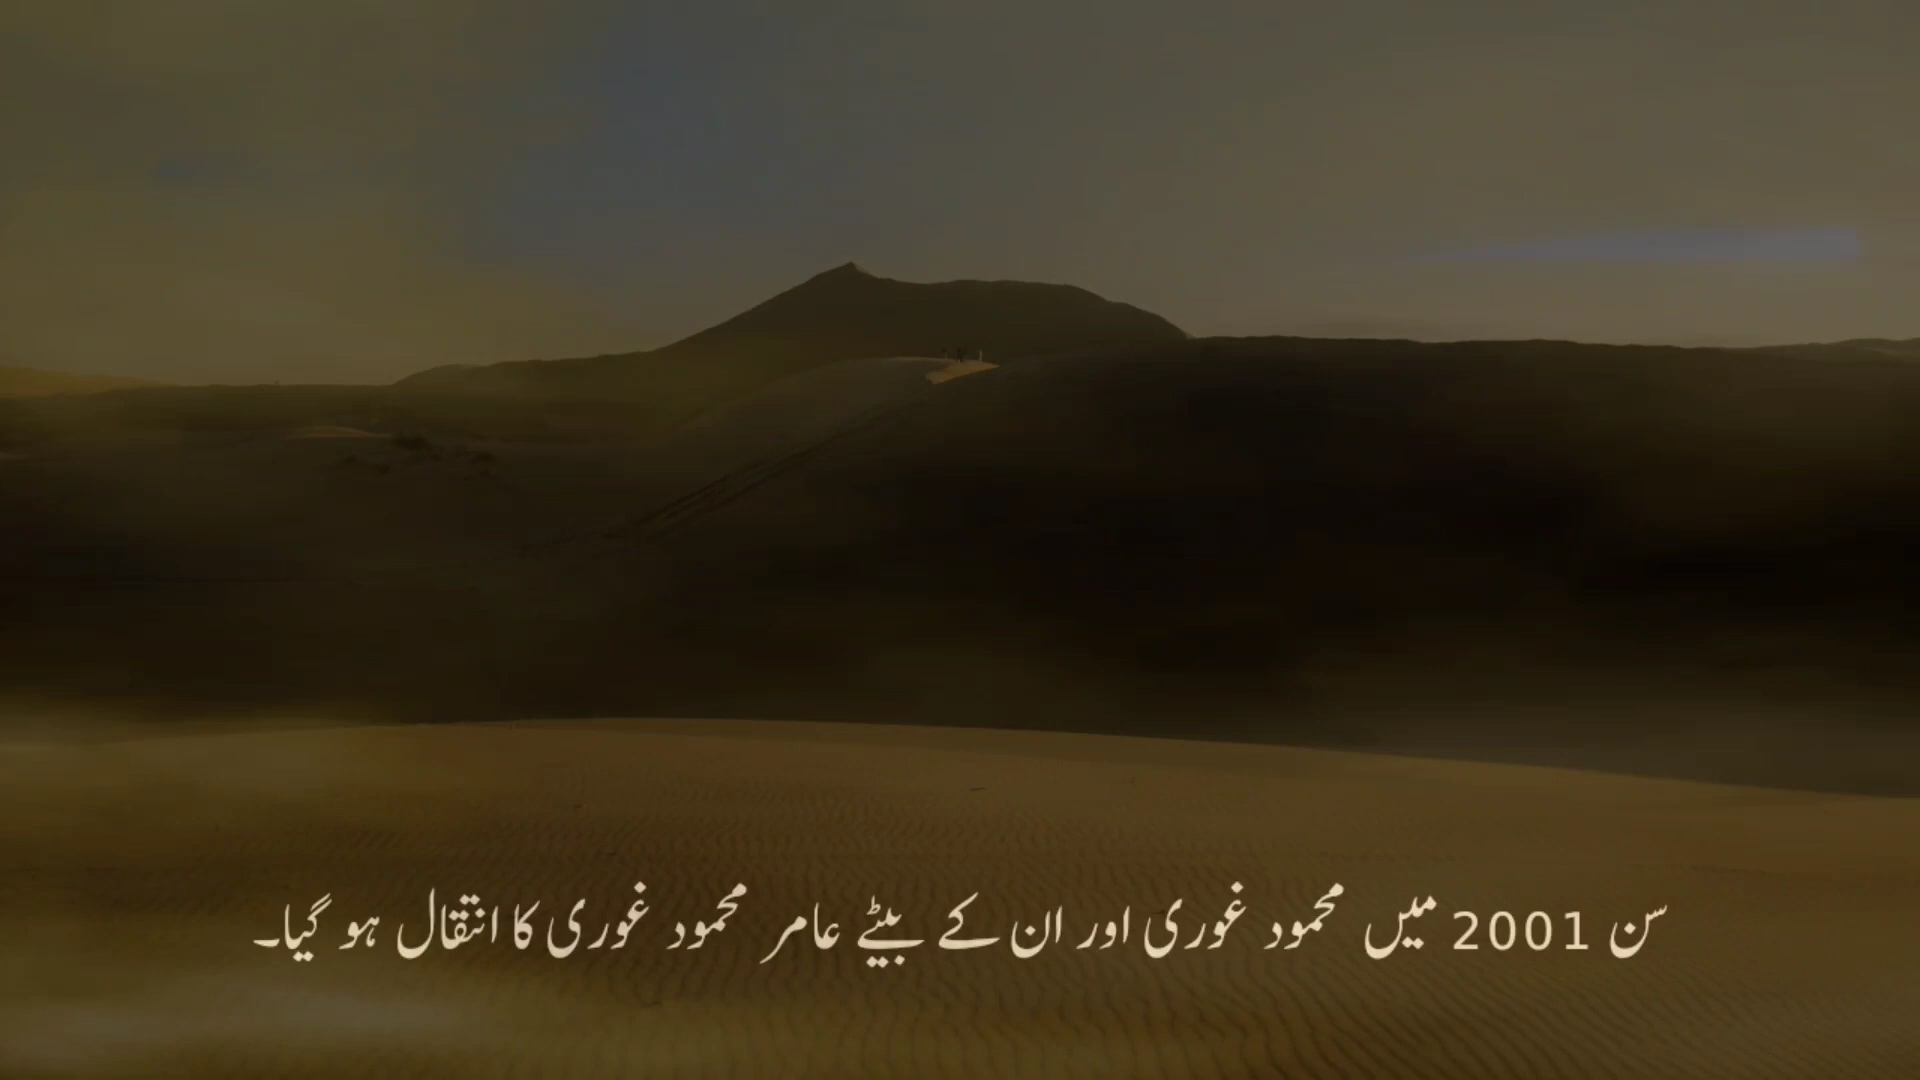 سن 2001 میں محمود غوری اور ان کے بیٹے عامر محمود غوری کا انتقال ہو گیا۔